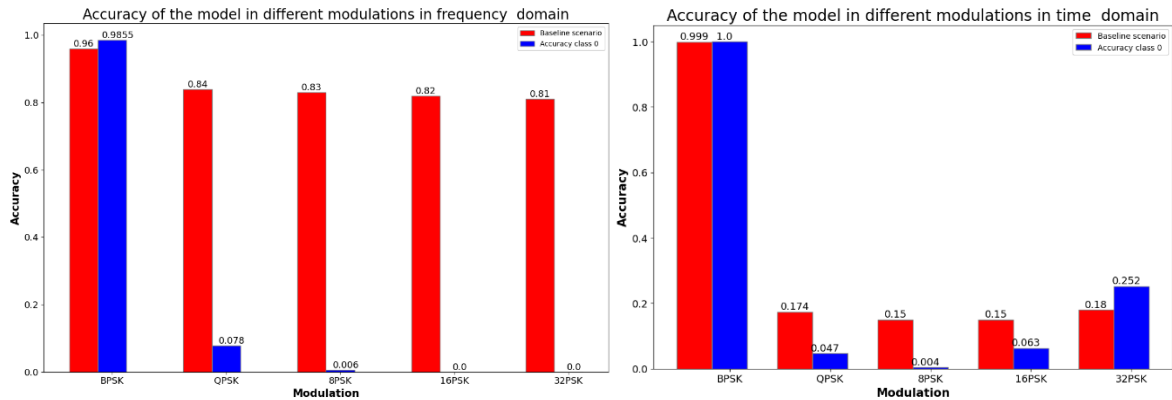 Accuracy of the model in different modulations in frequency domain
Baseline scenario
Accuracy class 0
1.0
0.8
0.6
0.4
0.2
0.0
Accuracy
0.96
0.9855
0.84
0.078
0.83
0.006
0.82
0.0
0.81
0.0
BPSK
QPSK
8PSK
16PSK
32PSK
Modulation
Accuracy of the model in different modulations in time domain
Baseline scenario
Accuracy class 0
1.0
0.8
0.6
0.4
0.2
0.0
Accuracy
0.999
1.0
0.174
0.047
0.15
0.004
0.15
0.063
0.18
0.252
BPSK
QPSK
8PSK
16PSK
32PSK
Modulation